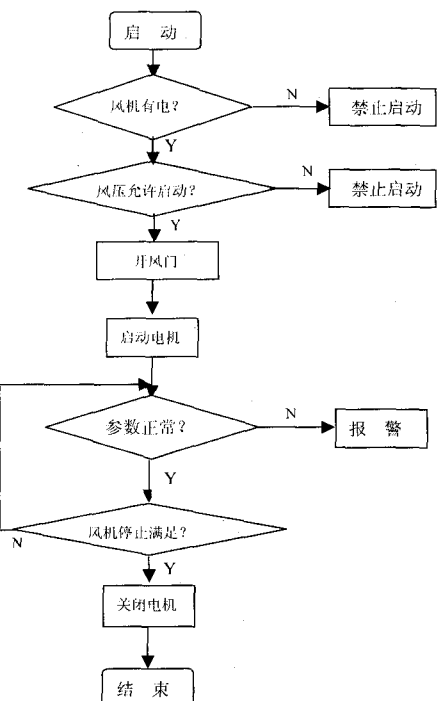 启 动
风机有电?
N
禁止启动
Y
风压允许启动?
N
禁止启动
Y
开风门
启动电机
参数正常?
N
报 警
Y
风机停止满足?
N
Y
关闭电机
结 束